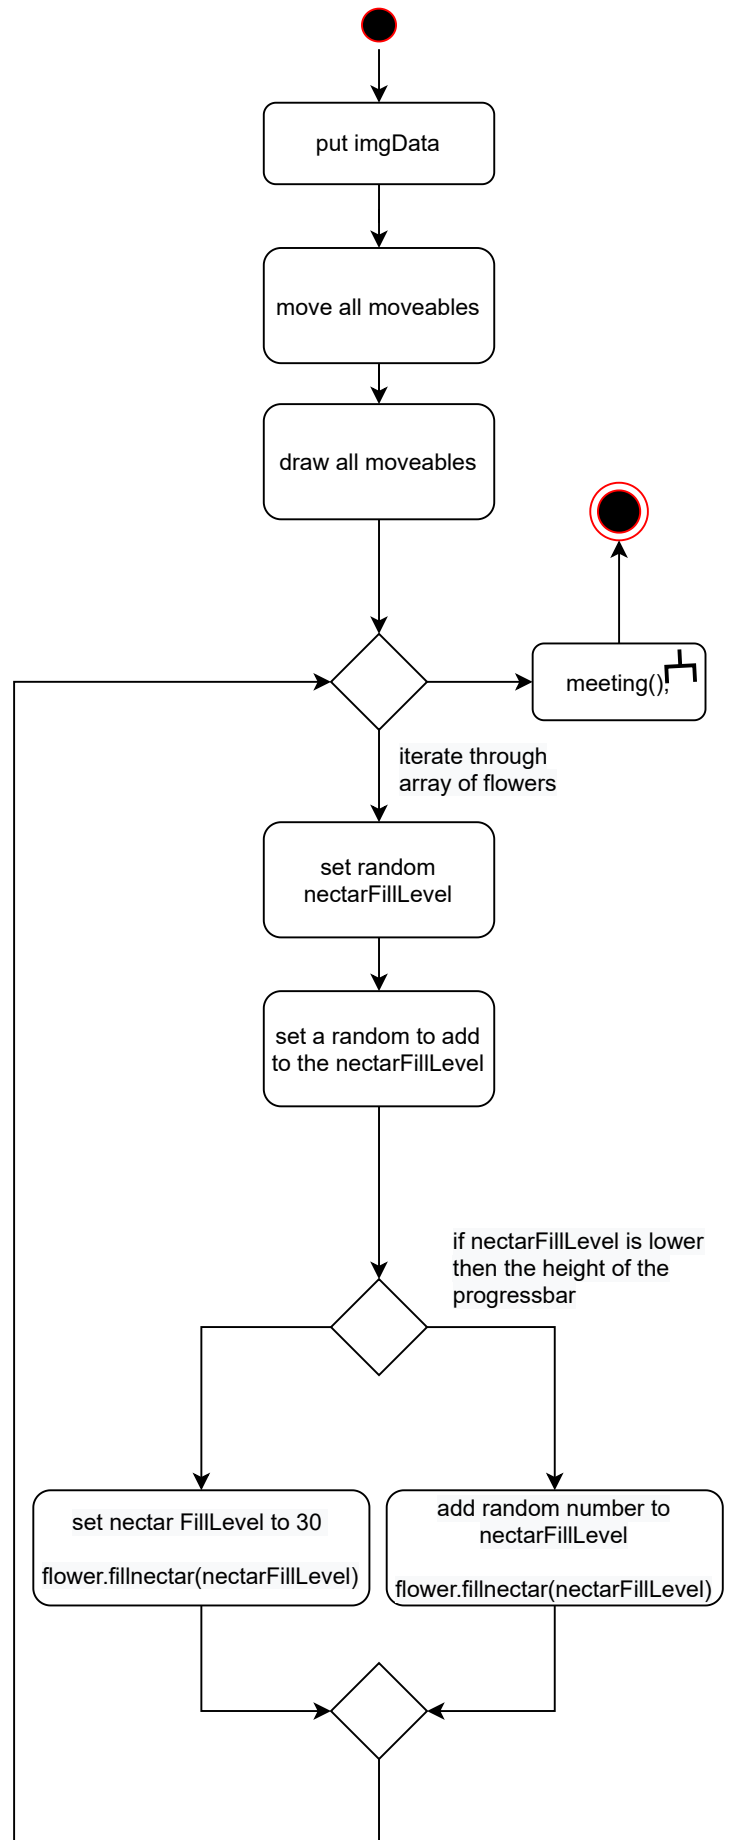 put imgData
move all moveables
draw all moveables
meeting();
iterate through
array of flowers
set random
nectarFillLevel
set a random to add
to the nectarFillLevel
if nectarFillLevel is lower
then the height of the
progressbar
set nectar FillLevel to 30
flower.fillnectar(nectarFillLevel)
add random number to
nectarFillLevel
flower.fillnectar(nectarFillLevel)